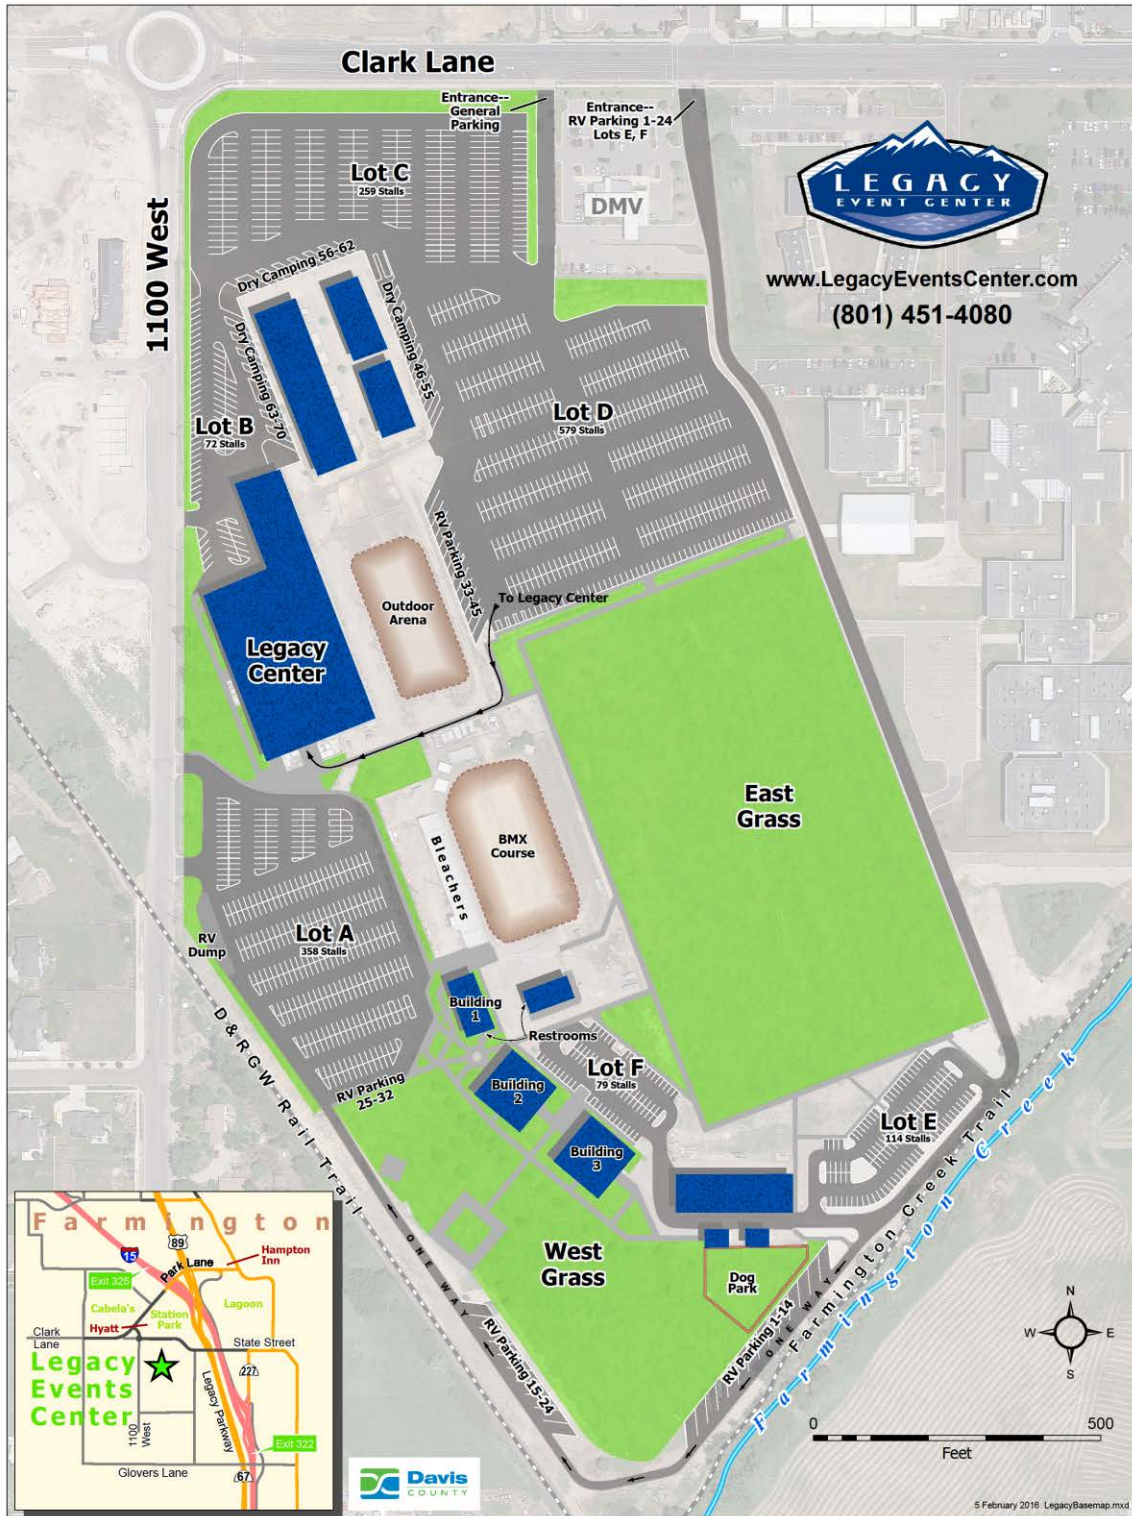 Clark Lane
Entrance--
General
Parking
Entrance--
RV Parking 1-24
Lots E, F
LEGACY
EVENT CENTER
www.LegacyEventsCenter.com
(801) 451-4080
DMV
Lot C
259 Stalls
1100 West
Dry Camping 56-62
Dry Camping 46-55
Dry Camping 63-70
Lot B
72 Stalls
Lot D
579 Stalls
RV Parking 33-45
To Legacy Center
Outdoor
Arena
Legacy
Center
East
Grass
BMX
Course
Bleachers
Lot A
358 Stalls
RV
Dump
D&RGW Rail Trail
Building
1
Restrooms
Building
2
Building
3
Lot F
79 Stalls
Lot E
114 Stalls
RV Parking
25-32
Farmington Creek Trail
Farmington Creek
West
Grass
Dog
Park
ONE WAY
ONE WAY
RV Parking 15-24
RV Parking 1-14
Farmington
15
89
Park Lane
Hampton
Inn
Exit 325
Cabela's
Station
Park
Lagoon
Hyatt
Clark
Lane
State Street
Legacy
Events
Center
227
1100
West
Legacy Parkway
Exit 322
Glovers Lane
67
Davis
COUNTY
N
W
E
S
0
500
Feet
5 February 2016 LegacyBasemap.mxd